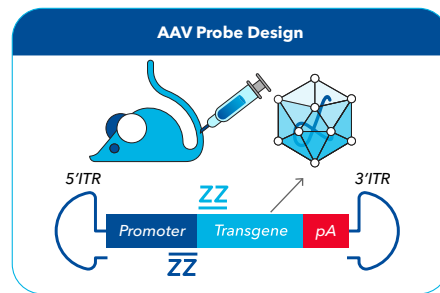 AAV Probe Design
5'ITR
3'ITR
ZZ
Promoter
Transgene
pA
ZZ